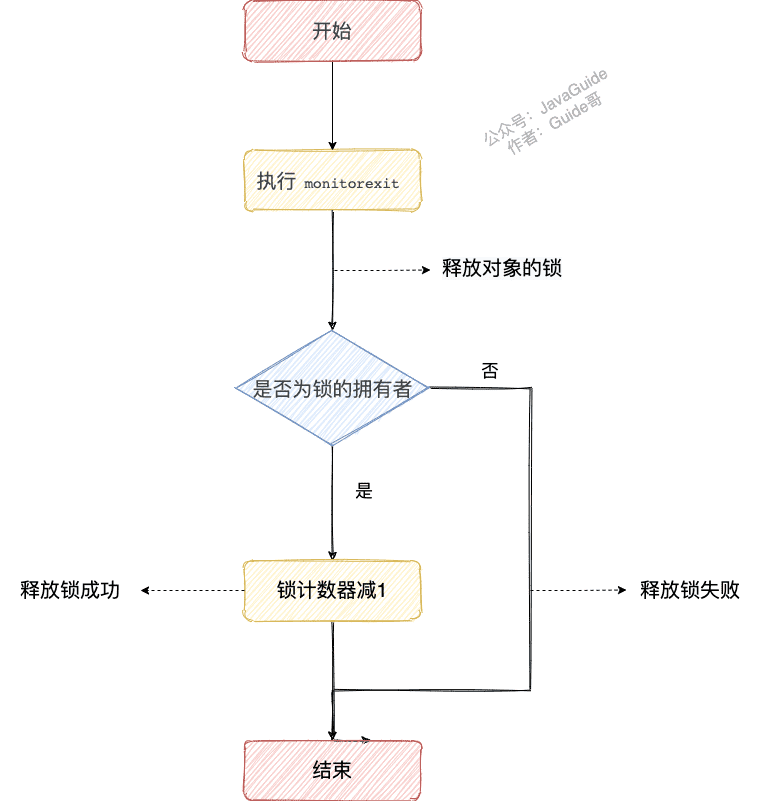 开始
公众号：JavaGuide
作者：Guide哥
执行 monitorexit
释放对象的锁
是否为锁的拥有者
否
是
释放锁成功
锁计数器减1
释放锁失败
结束